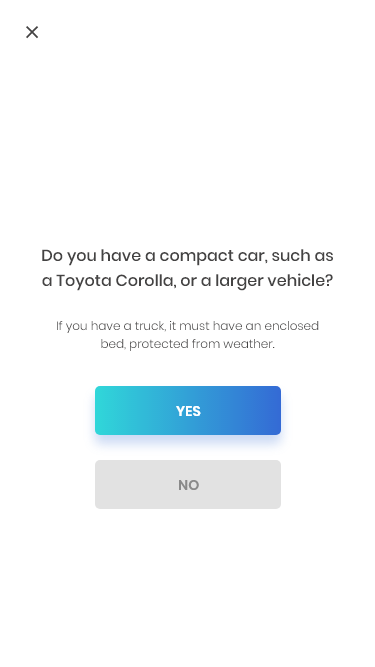 Do you have a compact car, such as
a Toyota Corolla, or a larger vehicle?
If you have a truck, it must have an enclosed
bed, protected from weather.
YES
NO